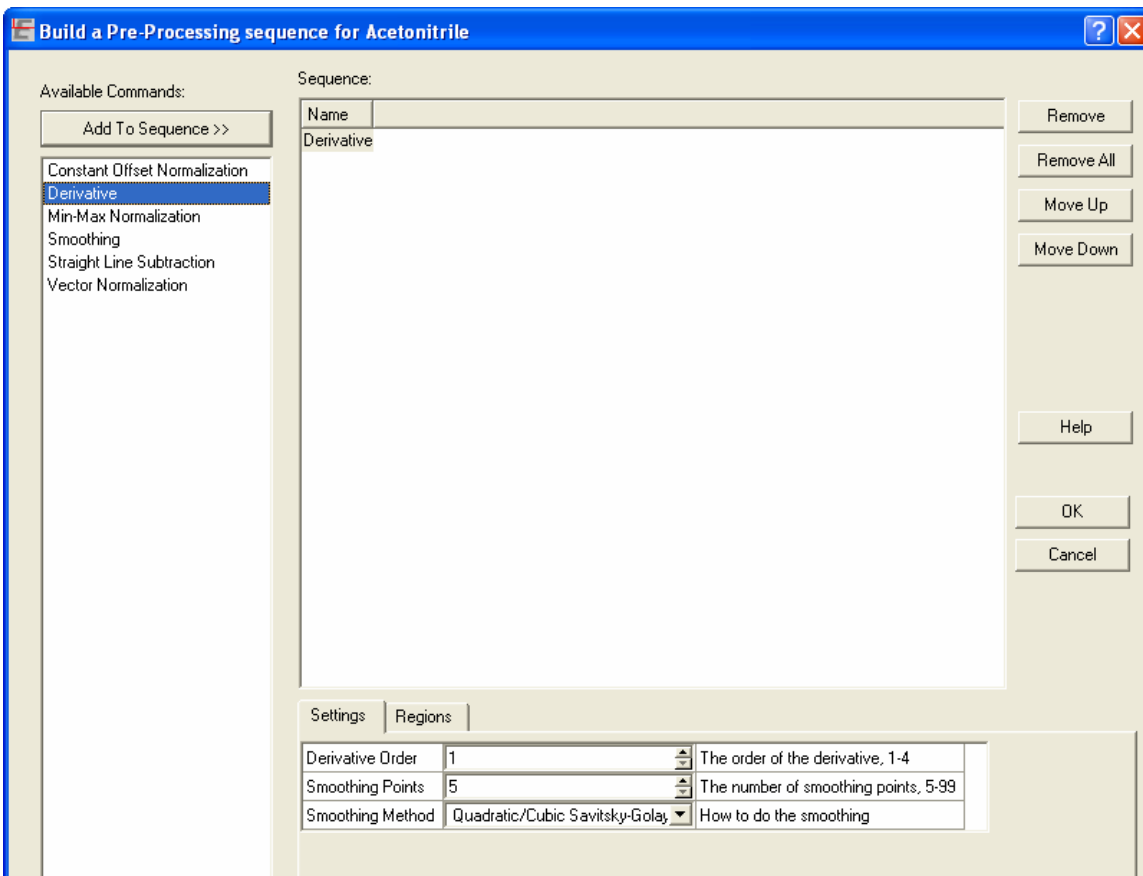 Build a Pre-Processing sequence for Acetonitrile
Available Commands:
Add To Sequence >>
Constant Offset Normalization
Derivative
Min-Max Normalization
Smoothing
Straight Line Subtraction
Vector Normalization
Sequence:
Name
Derivative
Remove
Remove All
Move Up
Move Down
Help
OK
Cancel
Settings Regions
Derivative Order 1 The order of the derivative, 1-4
Smoothing Points 5 The number of smoothing points, 5-99
Smoothing Method Quadratic/Cubic Savitsky-Golay How to do the smoothing